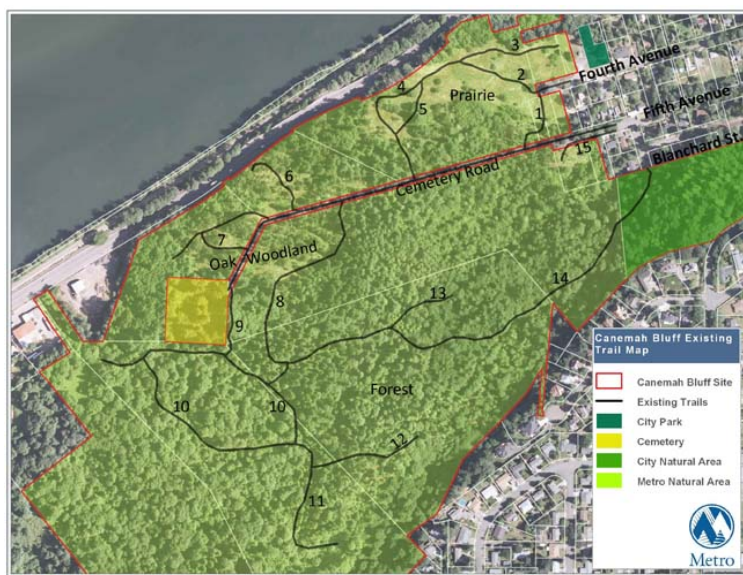 3
Fourth Avenue
2
4
Prairie
5
Fifth Avenue
1
15
Blanchard St.
6
Cemetery Road
7
Oak Woodland
14
13
8
9
Forest
10
10
12
11
Canemah Bluff Existing
Trail Map
Canemah Bluff Site
Existing Trails
City Park
Cemetery
City Natural Area
Metro Natural Area
Metro